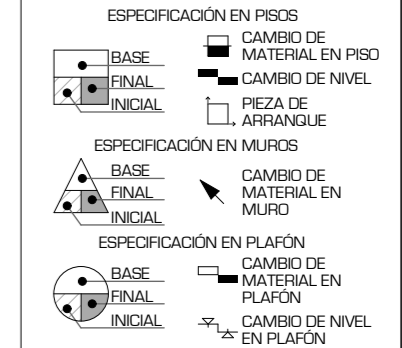 ESPECIFICACIÓN EN PISOS
BASE
FINAL
INICIAL
CAMBIO DE
MATERIAL EN PISO
CAMBIO DE NIVEL
PIEZA DE
ARRANQUE
ESPECIFICACIÓN EN MUROS
BASE
FINAL
INICIAL
CAMBIO DE
MATERIAL EN
MURO
ESPECIFICACIÓN EN PLAFÓN
BASE
FINAL
INICIAL
CAMBIO DE
MATERIAL EN
PLAFÓN
CAMBIO DE NIVEL
EN PLAFÓN